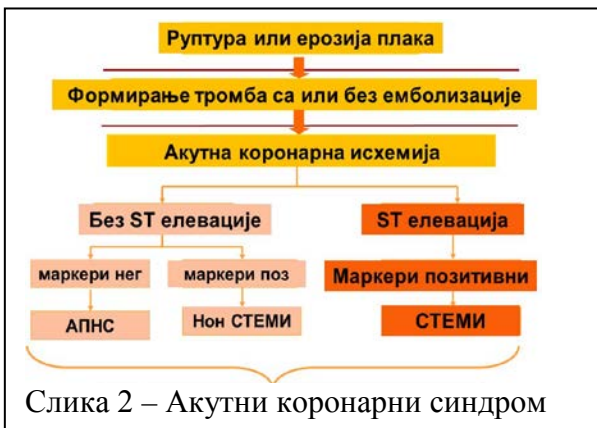 Руптура или ерозија плака
Формирање тромба са или без емболизације
Акутна коронарна исхемија
Без ST елевације
ST елевација
маркери нег
маркери поз
Маркери позитивни
АПНС
Нон СТЕМИ
СТЕМИ
Слика 2 – Акутни коронарни синдром